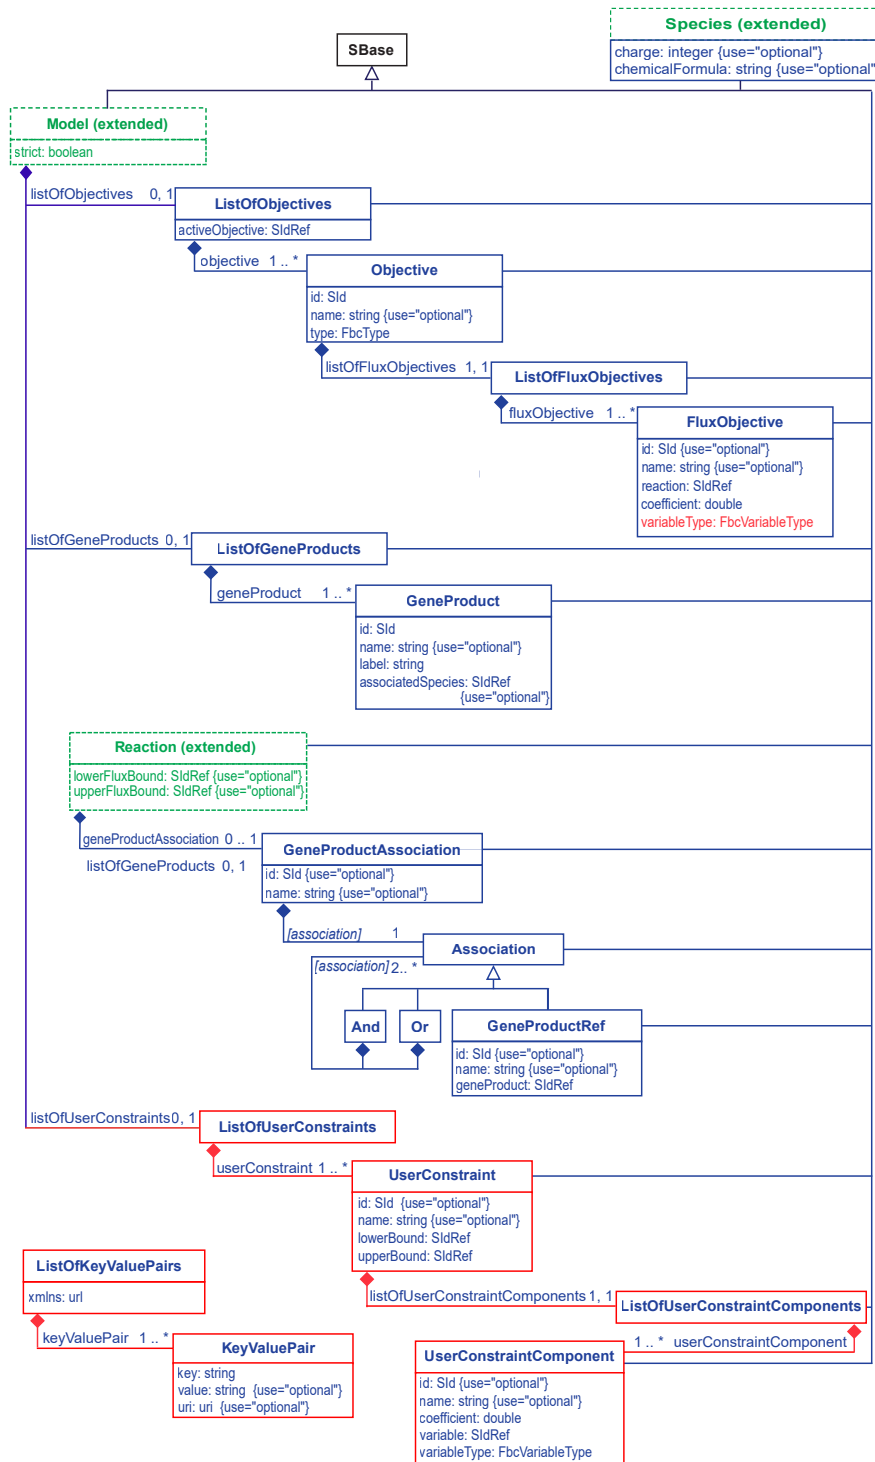 Species (extended)
charge: integer {use="optional"}
chemicalFormula: string {use="optional"
SBase
Model (extended)
strict: boolean
listOfObjectives 0, 1
ListOfObjectives
activeObjective: SIdRef
objective 1 .. *
Objective
id: SId
name: string {use="optional"}
type: FbcType
listOfFluxObjectives 1, 1
ListOfFluxObjectives
fluxObjective 1 .. *
FluxObjective
id: SId {use="optional"}
name: string {use="optional"}
reaction: SIdRef
coefficient: double
variableType: FbcVariableType
listOfGeneProducts 0, 1
ListOfGeneProducts
geneProduct 1 .. *
GeneProduct
id: SId
name: string {use="optional"}
label: string
associatedSpecies: SIdRef
{use="optional"}
Reaction (extended)
lowerFluxBound: SIdRef {use="optional"}
upperFluxBound: SIdRef {use="optional"}
geneProductAssociation 0 .. 1
listOfGeneProducts 0, 1
GeneProductAssociation
id: SId {use="optional"}
name: string {use="optional"}
[association] 1
Association
[association] 2.. *
And
Or
GeneProductRef
id: SId {use="optional"}
name: string {use="optional"}
geneProduct: SIdRef
listOfUserConstraints 0, 1
ListOfUserConstraints
userConstraint 1 .. *
UserConstraint
id: SId {use="optional"}
name: string {use="optional"}
lowerBound: SIdRef
upperBound: SIdRef
ListOfKeyValuePairs
xmlns: url
listOfUserConstraintComponents 1, 1
ListOfUserConstraintComponents
keyValuePair 1 .. *
KeyValuePair
key: string
value: string {use="optional"}
uri: uri {use="optional"}
1 .. * userConstraintComponent
UserConstraintComponent
id: SId {use="optional"}
name: string {use="optional"}
coefficient: double
variable: SIdRef
variableType: FbcVariableType